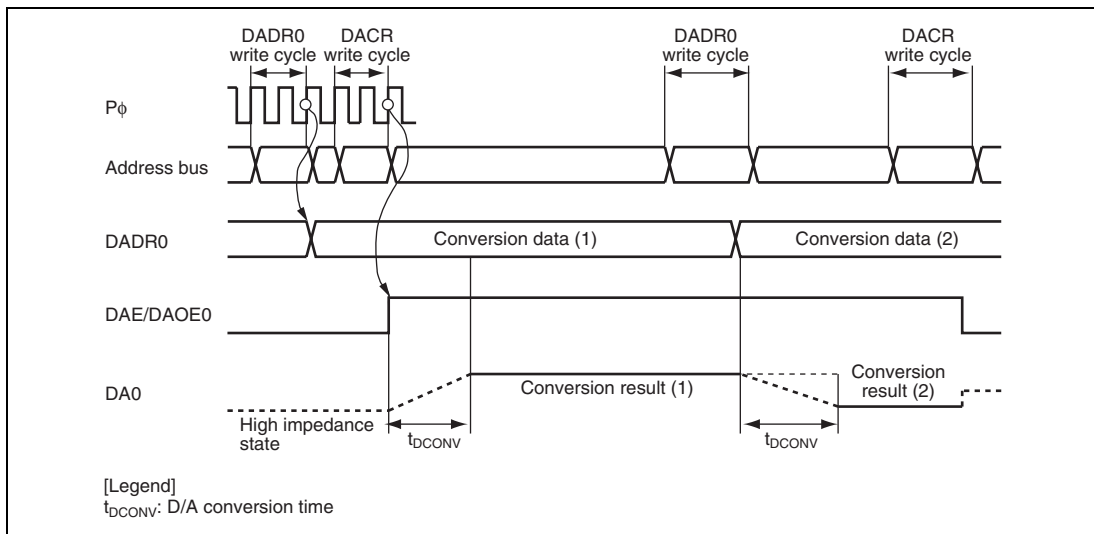 DADR0
write cycle
DACR
write cycle
DADR0
write cycle
DACR
write cycle
Pϕ
Address bus
DADR0
Conversion data (1)
Conversion data (2)
DAE/DAOE0
DA0
Conversion result (1)
Conversion
result (2)
High impedance
state
tDCONV
tDCONV
[Legend]
tDCONV: D/A conversion time